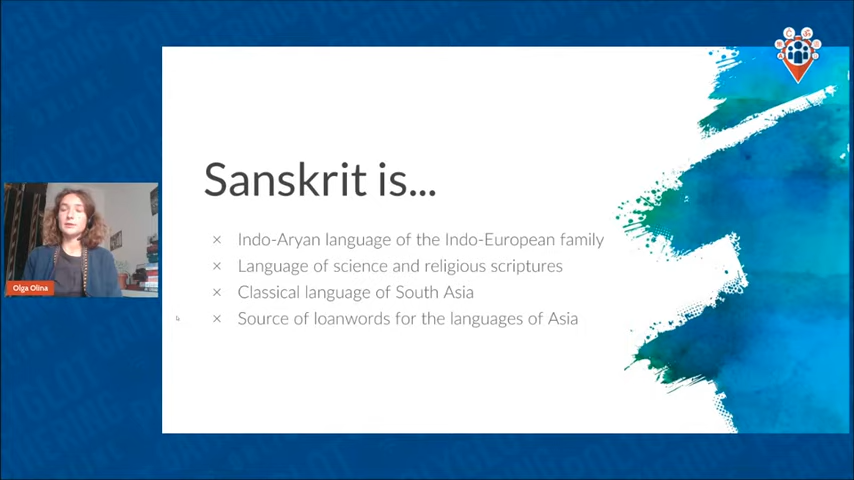 Sanskrit is...
× Indo-Aryan language of the Indo-European family
× Language of science and religious scriptures
× Classical language of South Asia
× Source of loanwords for the languages of Asia
Olga Olina